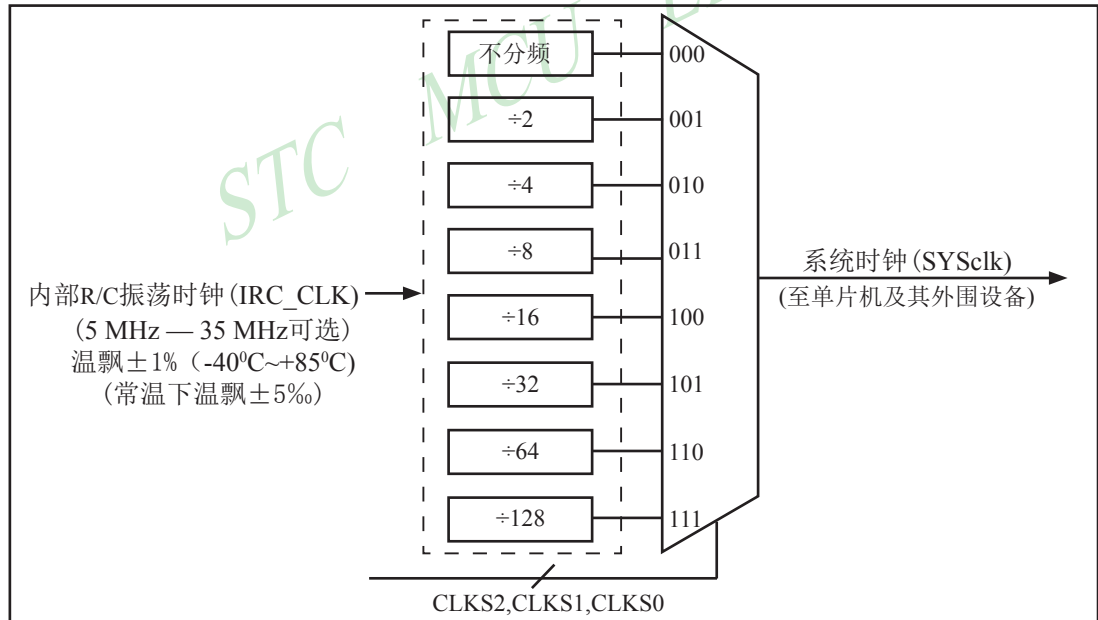 STC MCU
不分频
000
÷2
001
÷4
010
÷8
011
÷16
100
÷32
101
÷64
110
÷128
111
内部R/C振荡时钟(IRC_CLK)
(5 MHz — 35 MHz可选)
温飘±1% (-40⁰C~+85⁰C)
(常温下温飘±5‰)
系统时钟(SYSclk)
(至单片机及其外围设备)
CLKS2,CLKS1,CLKS0